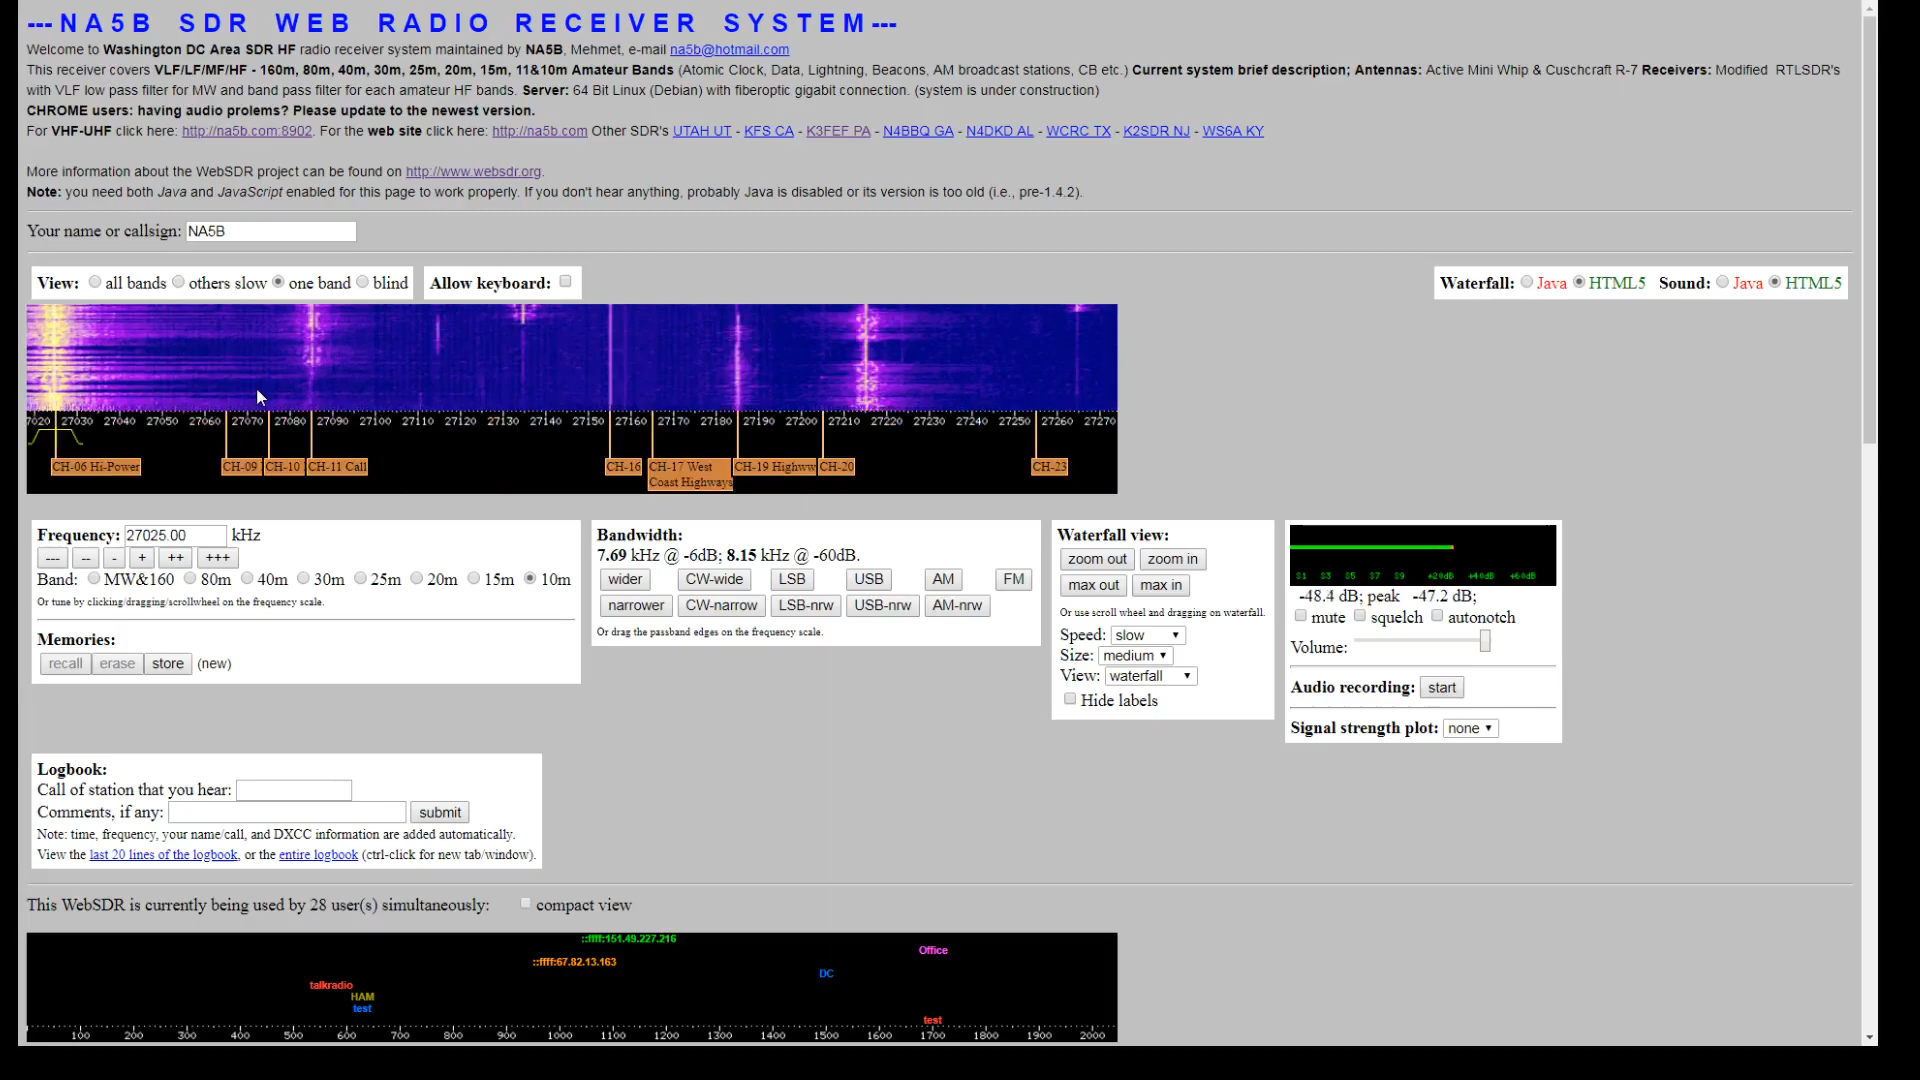 ---NA5B SDR WEB RADIO RECEIVER SYSTEM---
Welcome to Washington DC Area SDR HF radio receiver system maintained by NA5B, Mehmet, e-mail na5b@hotmail.com
This receiver covers VLF/LF/MF/HF - 160m, 80m, 40m, 30m, 25m, 20m, 15m, 11&10m Amateur Bands (Atomic Clock, Data, Lightning, Beacons, AM broadcast stations, CB etc.) Current system brief description; Antennas: Active Mini Whip & Cuschcraft R-7 Receivers: Modified RTLSDR's
with VLF low pass filter for MW and band pass filter for each amateur HF bands. Server: 64 Bit Linux (Debian) with fiberoptic gigabit connection. (system is under construction)
CHROME users: having audio prolems? Please update to the newest version.
For VHF-UHF click here: http://na5b.com:8902. For the web site click here: http://na5b.com Other SDR's UTAH UT - KFS CA - K3FEF PA - N4BBQ GA - N4DKD AL - WCRC TX - K2SDR NJ - WS6A KY
More information about the WebSDR project can be found on http://www.websdr.org.
Note: you need both Java and JavaScript enabled for this page to work properly. If you don't hear anything, probably Java is disabled or its version is too old (i.e., pre-1.4.2).
Your name or callsign: NA5B
View: all bands others slow one band blind Allow keyboard: Waterfall: Java HTML5 Sound: Java HTML5
7020 27030 27040 27050 27060 27070 27080 27090 27100 27110 27120 27130 27140 27150 27160 27170 27180 27190 27200 27210 27220 27230 27240 27250 27260 27270
CH-06 Hi-Power CH-09 CH-10 CH-11 Call CH-16 CH-17 West CH-19 Highww CH-20 CH-23
Coast Highways
Frequency: 27025.00 kHz
--- -- - + ++ +++
Band: MW&160 80m 40m 30m 25m 20m 15m 10m
Or tune by clicking/dragging/scrollwheel on the frequency scale.
Memories:
recall erase store (new)
Bandwidth:
7.69 kHz @ -6dB; 8.15 kHz @ -60dB.
wider CW-wide LSB USB AM FM
narrower CW-narrow LSB-nrw USB-nrw AM-nrw
Or drag the passband edges on the frequency scale.
Waterfall view:
zoom out zoom in
max out max in
Or use scroll wheel and dragging on waterfall.
Speed: slow
Size: medium
View: waterfall
Hide labels
S1 S3 S5 S7 S9 +20dB +40dB +60dB
-48.4 dB; peak -47.2 dB;
mute squelch autonotch
Volume:
Audio recording: start
Signal strength plot: none
Logbook:
Call of station that you hear:
Comments, if any: submit
Note: time, frequency, your name/call, and DXCC information are added automatically.
View the last 20 lines of the logbook, or the entire logbook (ctrl-click for new tab/window).
This WebSDR is currently being used by 28 user(s) simultaneously: compact view
::ffff:151.49.227.216
Office
::ffff:67.82.13.163
DC
talkradio
HAM
test
test
100 200 300 400 500 600 700 800 900 1000 1100 1200 1300 1400 1500 1600 1700 1800 1900 2000